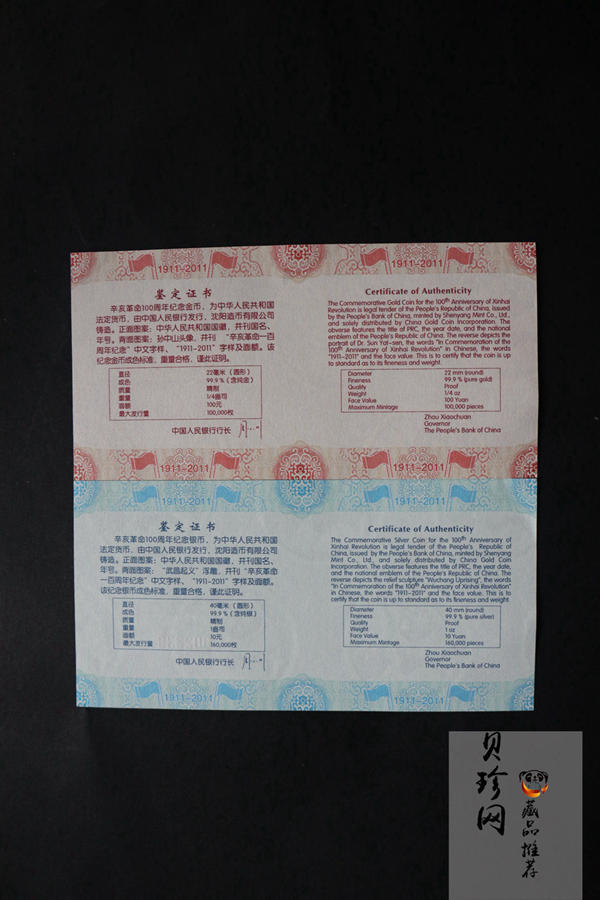 1911-2011
1911-2011
鉴定证书
辛亥革命100周年纪念金币，为中华人民共和国
法定货币，由中国人民银行发行，沈阳造币有限公司
铸造。正面图案：中华人民共和国国徽，并刊国名、
年号。背面图案：孙中山头像，并刊 “辛亥革命一百
周年纪念”中文字样、“1911-2011”字样及面额。该
纪念金币成色标准，重量合格，谨此证明。
直径 22毫米（圆形）
成色 99.9%（含纯金）
质量 精制
重量 1/4盎司
面额 100元
最大发行量 100,000枚
中国人民银行行长
Certificate of Authenticity
The Commemorative Gold Coin for the 100th Anniversary of Xinhai
Revolution is legal tender of the People's Republic of China, issued
by the People's Bank of China, minted by Shenyang Mint Co., Ltd.,
and solely distributed by China Gold Coin Incorporation. The
obverse features the title of PRC, the year date, and the national
emblem of the People's Republic of China. The reverse depicts the
portrait of Dr. Sun Yat-sen, the words "In Commemoration of the
100th Anniversary of Xinhai Revolution" in Chinese, the words
"1911-2011" and the face value. This is to certify that the coin is up
to standard as to its fineness and weight.
Diameter 22 mm (round)
Fineness 99.9 % (pure gold)
Quality Proof
Weight 1/4 oz
Face Value 100 Yuan
Maximum Mintage 100,000 pieces
Zhou Xiaochuan
Governor
The People's Bank of China
1911-2011
1911-2011
1911-2011
1911-2011
鉴定证书
辛亥革命100周年纪念银币，为中华人民共和国
法定货币，由中国人民银行发行，沈阳造币有限公司
铸造。正面图案：中华人民共和国国徽，并刊国名、
年号。背面图案：“武昌起义”浮雕，并刊“辛亥革命
一百周年纪念”中文字样、“1911-2011”字样及面额。
该纪念银币成色标准，重量合格，谨此证明。
直径 40毫米（圆形）
成色 99.9%（含纯银）
质量 精制
重量 1盎司
面额 10元
最大发行量 160,000枚
中国人民银行行长
Certificate of Authenticity
The Commemorative Silver Coin for the 100th Anniversary of
Xinhai Revolution is legal tender of the People's Republic of
China, issued by the People's Bank of China, minted by Shenyang
Mint Co., Ltd., and solely distributed by China Gold Coin
Incorporation. The obverse features the title of PRC, the year date,
and the national emblem of the People's Republic of China. The
reverse depicts the relief sculpture "Wuchang Uprising", the words
"In Commemoration of the 100th Anniversary of Xinhai Revolution"
in Chinese, the words "1911-2011" and the face value. This is to
certify that the coin is up to standard as to its fineness and weight.
Diameter 40 mm (round)
Fineness 99.9 % (pure silver)
Quality Proof
Weight 1 oz
Face Value 10 Yuan
Maximum Mintage 160,000 pieces
Zhou Xiaochuan
Governor
The People's Bank of China
1911-2011
1911-2011
贝珍网
藏品推荐